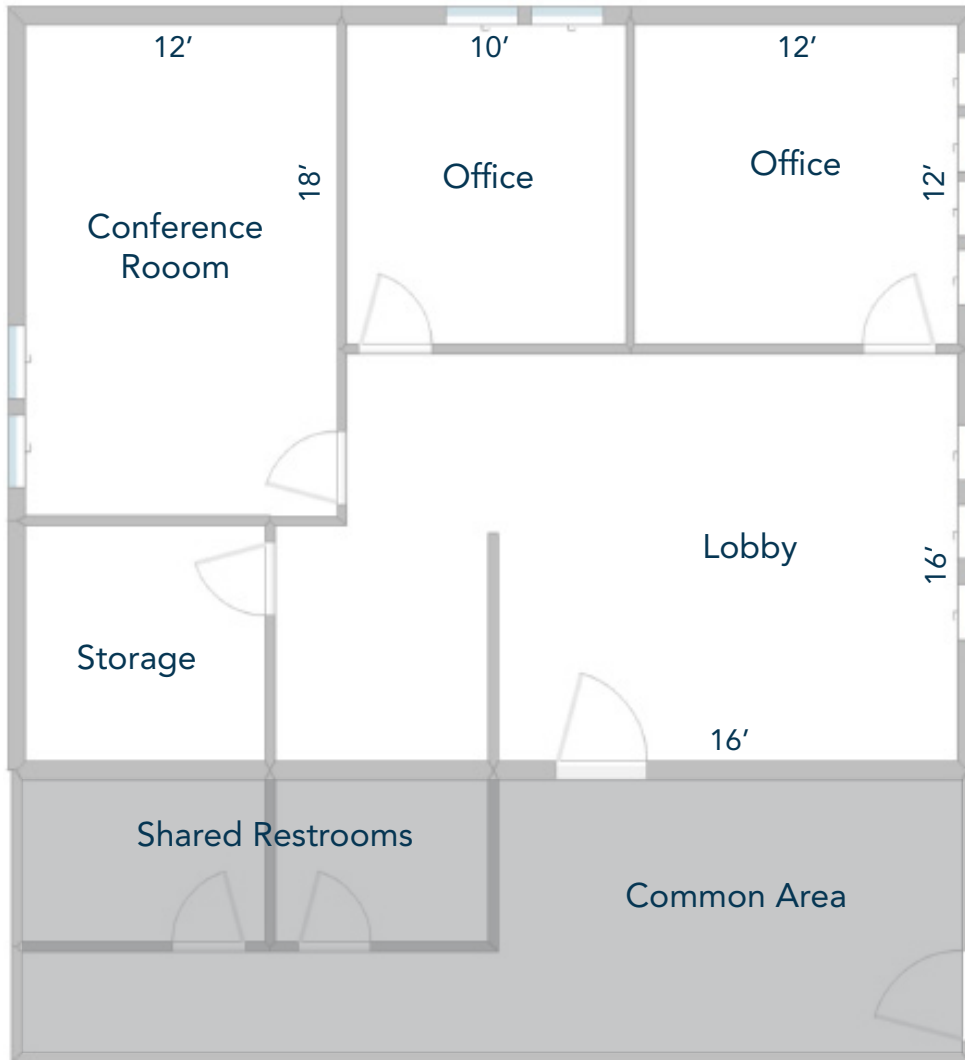 12’
10’
12’
18’
Office
Office
12’
Conference
Rooom
Lobby
16’
Storage
16’
Shared Restrooms
Common Area